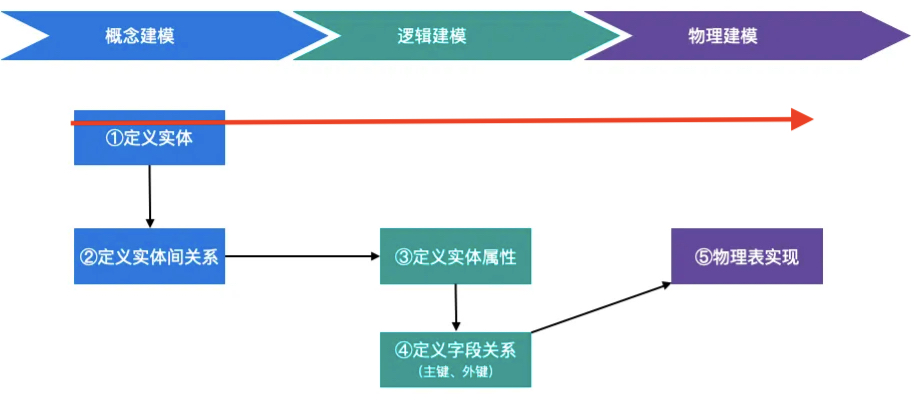 概念建模
逻辑建模
物理建模
①定义实体
②定义实体间关系
③定义实体属性
⑤物理表实现
④定义字段关系
(主键、外键)